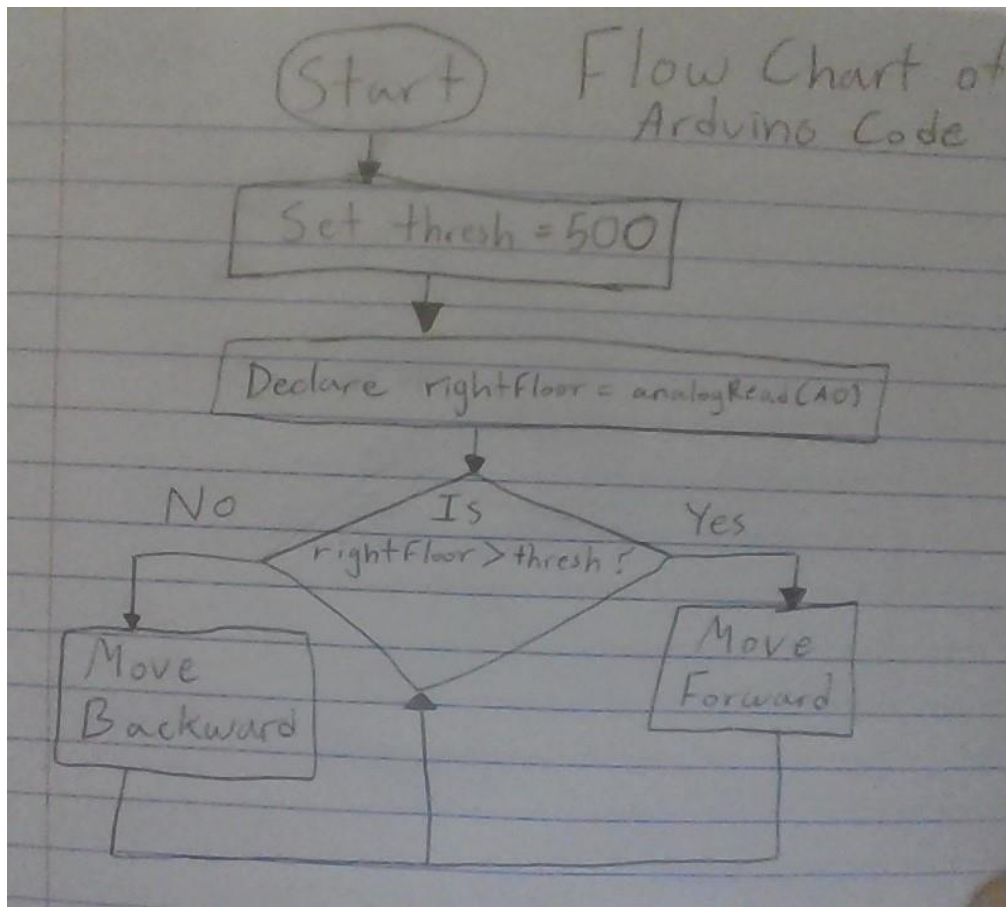 Start
Flow Chart of
Arduino Code
Set thresh = 500
Declare rightFloor = analogRead(A0)
No
Is
Yes
rightFloor > thresh?
Move
Backward
Move
Forward